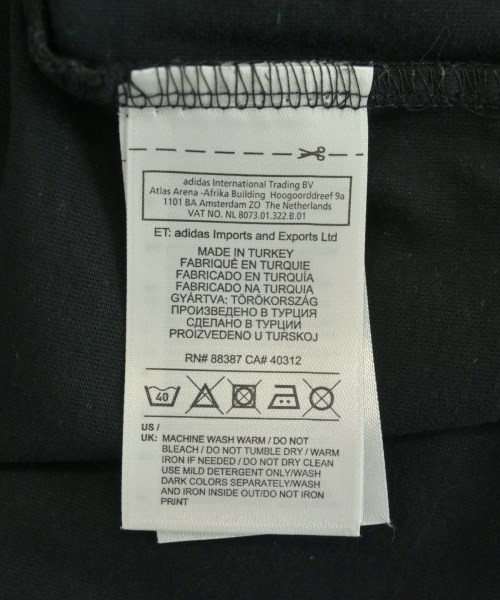 adidas International Trading BV
Atlas Arena -Afrika Building Hoogoorddreef 9a
1101 BA Amsterdam ZO The Netherlands
VAT NO. NL 8073.01.322.B.01
ET: adidas Imports and Exports Ltd
MADE IN TURKEY
FABRIQUÉ EN TURQUIE
FABRICADO EN TURQUÍA
FABRICADO NA TURQUIA
GYÁRTVA: TÖRÖKORSZÁG
ПРОИЗВЕДЕНО В ТУРЦИЯ
СДЕЛАНО В ТУРЦИИ
PROIZVEDENO U TURSKOJ
RN# 88387 CA# 40312
40
US /
UK: MACHINE WASH WARM / DO NOT
BLEACH / DO NOT TUMBLE DRY / WARM
IRON IF NEEDED / DO NOT DRY CLEAN
USE MILD DETERGENT ONLY/WASH
DARK COLORS SEPARATELY/WASH
AND IRON INSIDE OUT/DO NOT IRON
PRINT